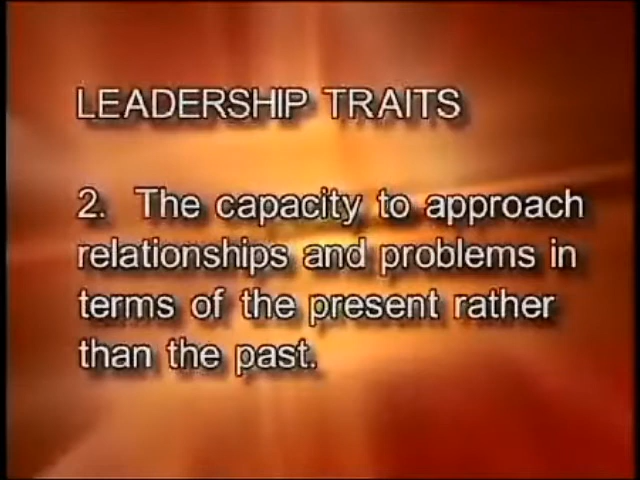 LEADERSHIP TRAITS
2. The capacity to approach
relationships and problems in
terms of the present rather
than the past.